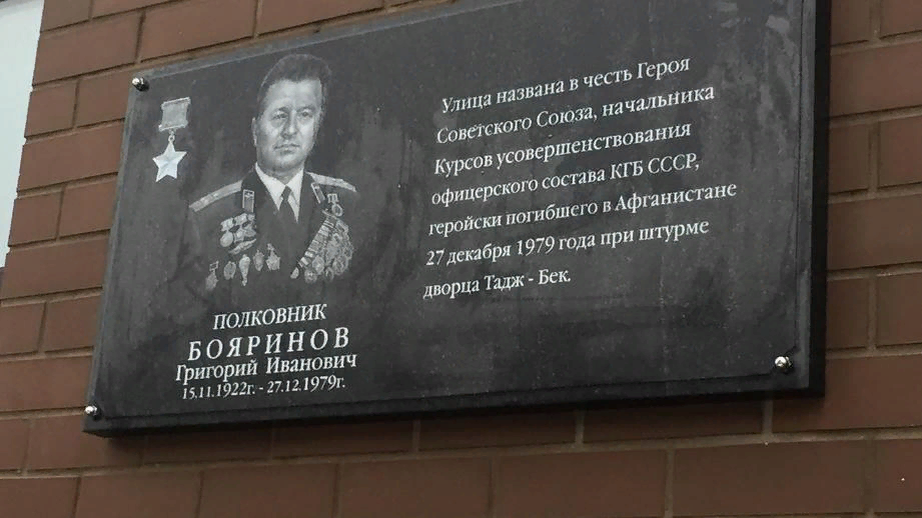 ПОЛКОВНИК
БОЯРИНОВ
Григорий Иванович
15.11.1922г. - 27.12.1979г.
Улица названа в честь Героя
Советского Союза, начальника
Курсов усовершенствования
офицерского состава КГБ СССР,
геройски погибшего в Афганистане
27 декабря 1979 года при штурме
дворца Тадж - Бек.